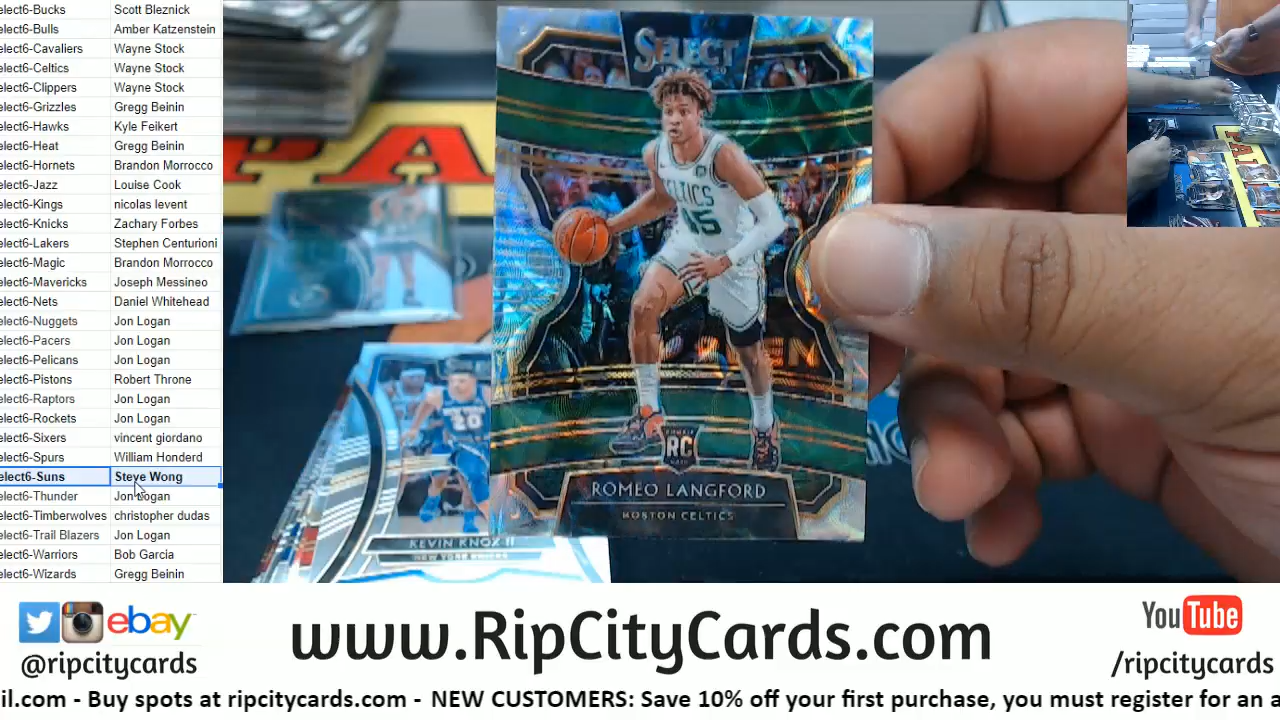 elect6-Bucks Scott Bleznick
elect6-Bulls Amber Katzenstein
elect6-Cavaliers Wayne Stock
elect6-Celtics Wayne Stock
elect6-Clippers Wayne Stock
elect6-Grizzles Gregg Beinin
elect6-Hawks Kyle Feikert
elect6-Heat Gregg Beinin
elect6-Hornets Brandon Morrocco
elect6-Jazz Louise Cook
elect6-Kings nicolas levent
elect6-Knicks Zachary Forbes
elect6-Lakers Stephen Centurioni
elect6-Magic Brandon Morrocco
elect6-Mavericks Joseph Messineo
elect6-Nets Daniel Whitehead
elect6-Nuggets Jon Logan
elect6-Pacers Jon Logan
elect6-Pelicans Jon Logan
elect6-Pistons Robert Throne
elect6-Raptors Jon Logan
elect6-Rockets Jon Logan
elect6-Sixers vincent giordano
elect6-Spurs William Honderd
elect6-Suns Steve Wong
elect6-Thunder Jon Logan
elect6-Timberwolves christopher dudas
elect6-Trail Blazers Jon Logan
elect6-Warriors Bob Garcia
elect6-Wizards Gregg Beinin
PA
SELECT
CELTICS
45
RC
ROMEO LANGFORD
BOSTON CELTICS
20
KEVIN KNOX II
NEW YORK KNICKS
ebay
@ripcitycards
www.RipCityCards.com
YouTube
/ripcitycards
il.com - Buy spots at ripcitycards.com - NEW CUSTOMERS: Save 10% off your first purchase, you must register for an a